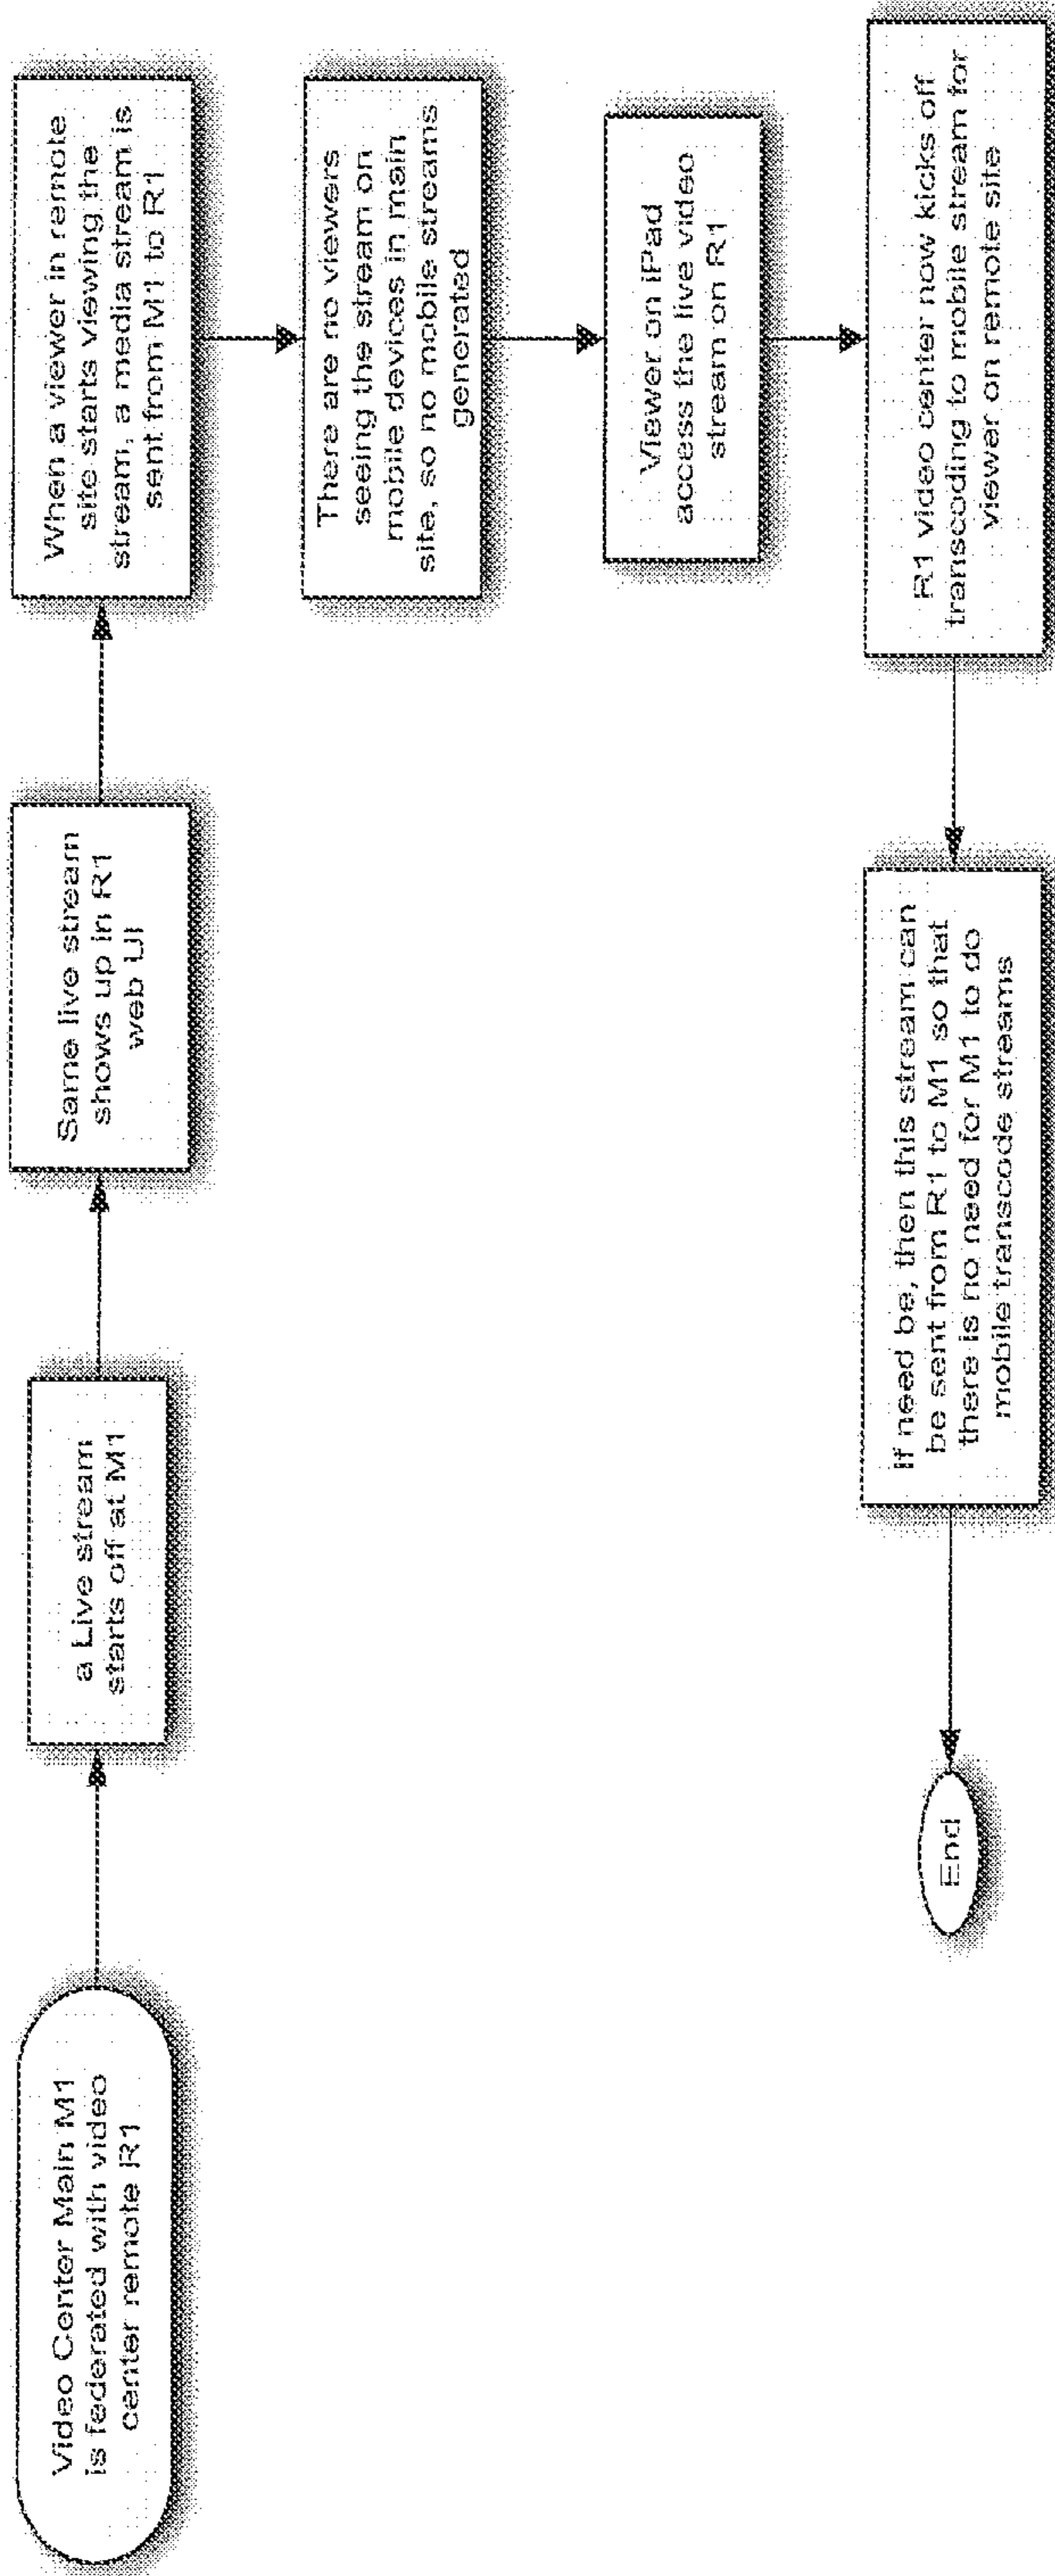 Video Center Main M1
is federated with video
center remote R1
a Live stream
starts off at M1
Same live stream
shows up in R1
web UI
When a viewer in remote
site starts viewing the
stream, a media stream is
sent from M1 to R1
There are no viewers
seeing the stream on
mobile devices in main
site, so no mobile streams
generated
Viewer on iPad
access the live video
stream on R1
R1 video center now kicks off
transcoding to mobile stream for
viewer on remote site
If need be, then this stream can
be sent from R1 to M1 so that
there is no need for M1 to do
mobile transcode streams
End